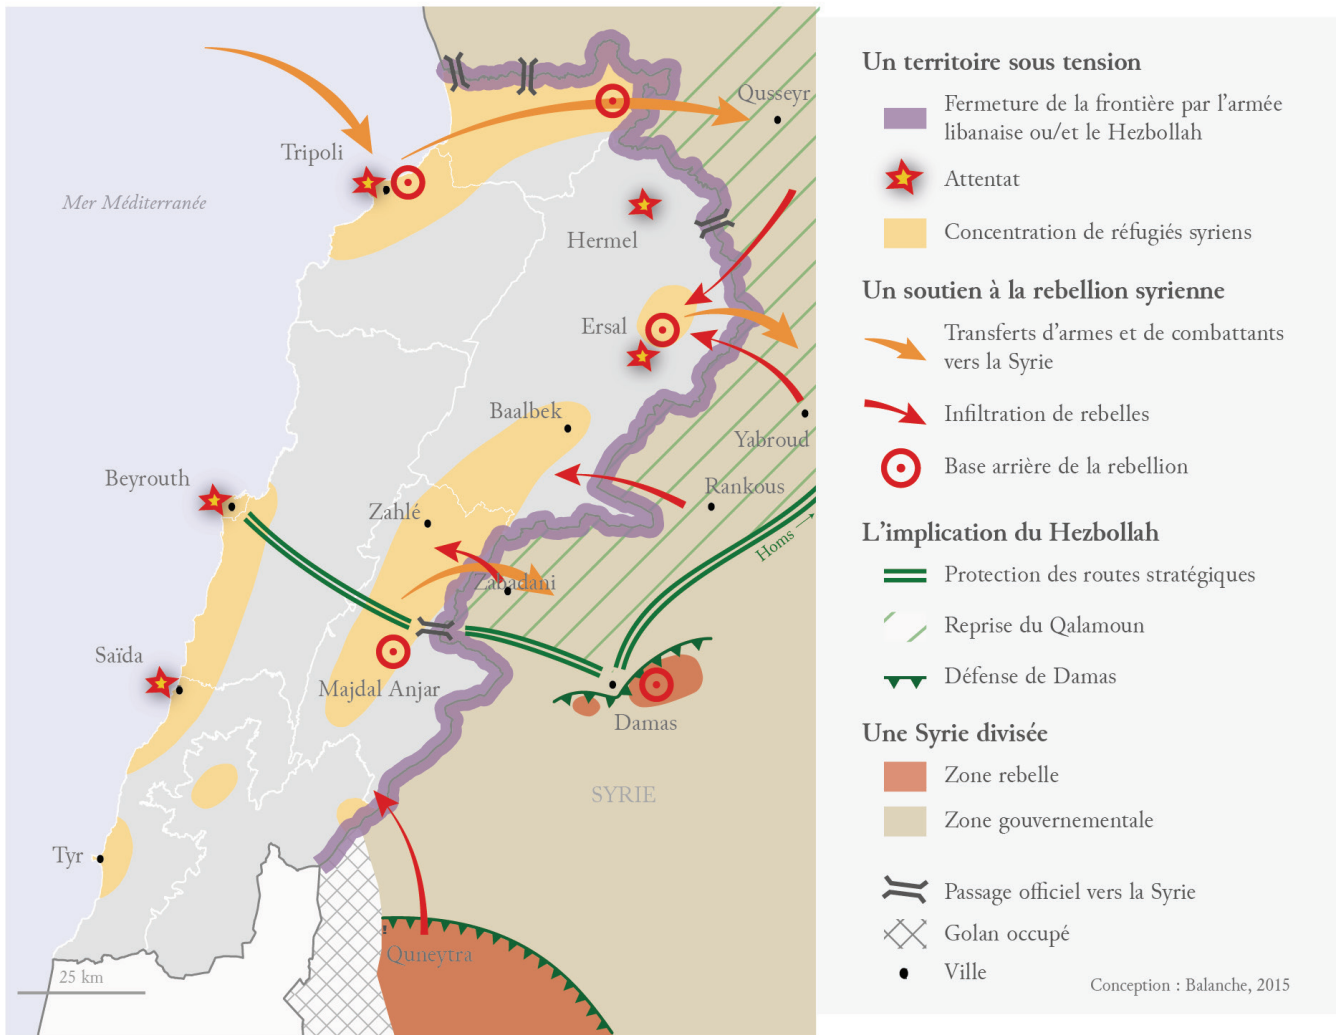 Qusseyr
Tripoli
Mer Méditerranée
Hermel
Ersal
Baalbek
Yabroud
Beyrouth
Rankous
Zahlé
Homs →
Zabadani
Saïda
Majdal Anjar
Damas
SYRIE
Tyr
Quneytra
25 km
Un territoire sous tension
Fermeture de la frontière par l'armée
libanaise ou/et le Hezbollah
Attentat
Concentration de réfugiés syriens
Un soutien à la rebellion syrienne
Transferts d'armes et de combattants
vers la Syrie
Infiltration de rebelles
Base arrière de la rebellion
L'implication du Hezbollah
Protection des routes stratégiques
Reprise du Qalamoun
Défense de Damas
Une Syrie divisée
Zone rebelle
Zone gouvernementale
Passage officiel vers la Syrie
Golan occupé
Ville
Conception : Balanche, 2015